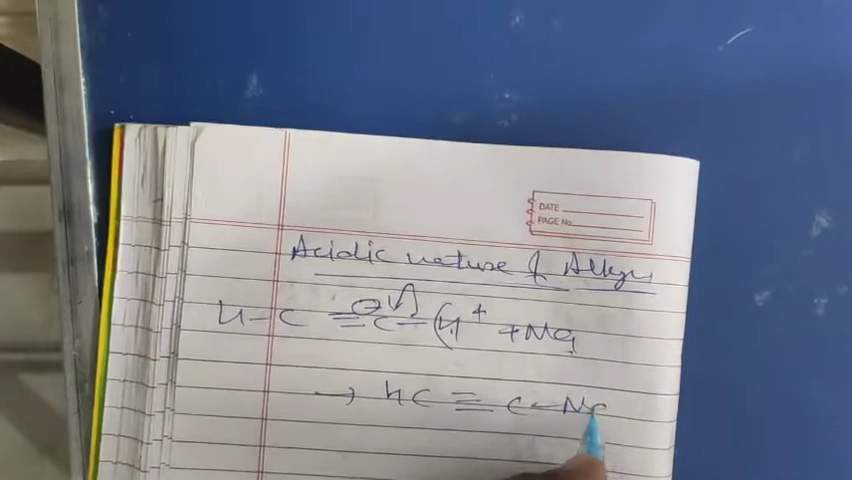 DATE
PAGE No.
Acidic nature of Alkyne
H-C≡C-H⁺ + Na
→ HC≡C-Na